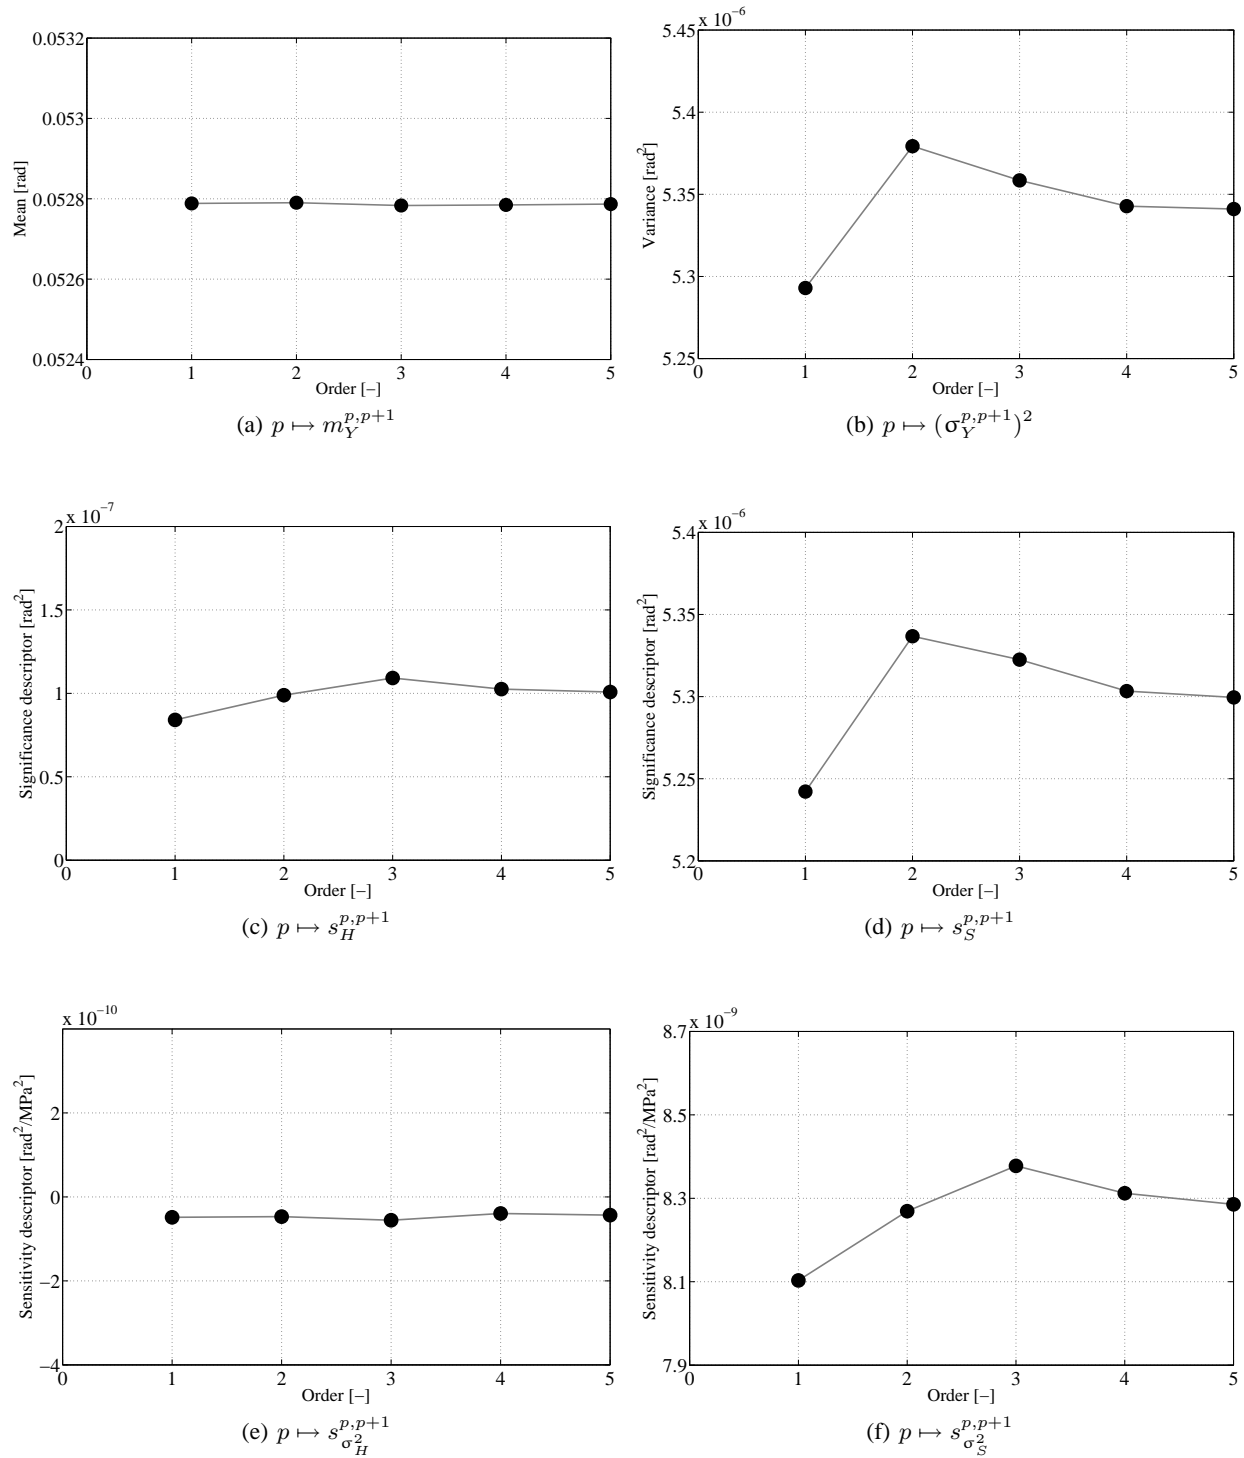 0.0532
0.053
0.0528
0.0526
0.0524
Mean [rad]
0 1 2 3 4 5
Order [–]
(a) p ↦ m_Y^{p,p+1}
x 10^{−6}
5.45
5.4
5.35
5.3
5.25
Variance [rad^2]
0 1 2 3 4 5
Order [–]
(b) p ↦ (σ_Y^{p,p+1})^2
x 10^{−7}
2
1.5
1
0.5
0
Significance descriptor [rad^2]
0 1 2 3 4 5
Order [–]
(c) p ↦ s_H^{p,p+1}
x 10^{−6}
5.4
5.35
5.3
5.25
5.2
Significance descriptor [rad^2]
0 1 2 3 4 5
Order [–]
(d) p ↦ s_S^{p,p+1}
x 10^{−10}
2
0
−2
−4
Sensitivity descriptor [rad^2/MPa^2]
0 1 2 3 4 5
Order [–]
(e) p ↦ s_{σ_H^2}^{p,p+1}
x 10^{−9}
8.7
8.5
8.3
8.1
7.9
Sensitivity descriptor [rad^2/MPa^2]
0 1 2 3 4 5
Order [–]
(f) p ↦ s_{σ_S^2}^{p,p+1}